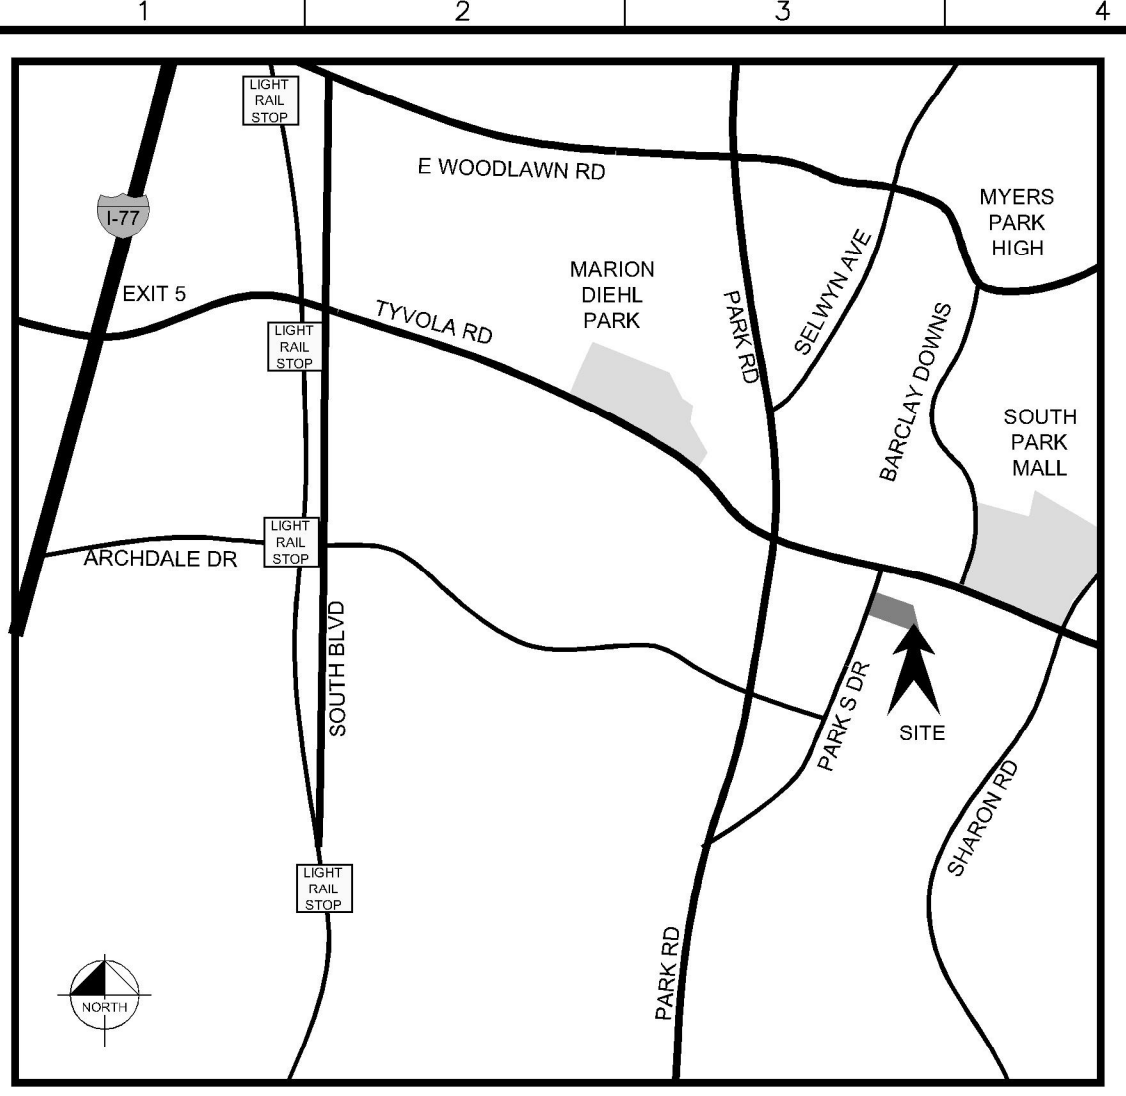 1 2 3 4
LIGHT
RAIL
STOP
E WOODLAWN RD
I-77
MYERS
PARK
HIGH
SELWYN AVE
MARION
DIEHL
PARK
EXIT 5
TYVOLA RD
PARK RD
LIGHT
RAIL
STOP
BARCLAY DOWNS
SOUTH
PARK
MALL
LIGHT
RAIL
STOP
ARCHDALE DR
SOUTH BLVD
PARK S DR
SITE
SHARON RD
LIGHT
RAIL
STOP
PARK RD
NORTH